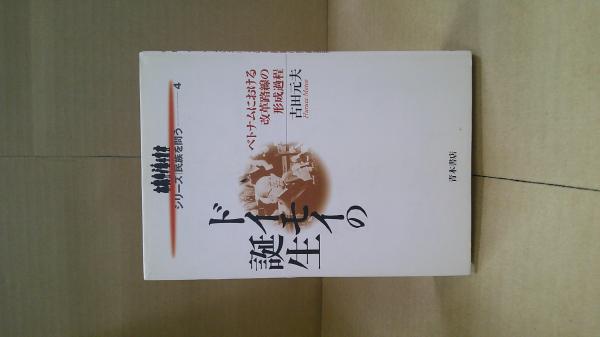 シリーズ 民族を問う 4
ドイモイの
誕生
ベトナムにおける
改革路線の
形成過程
古田元夫
青木書店